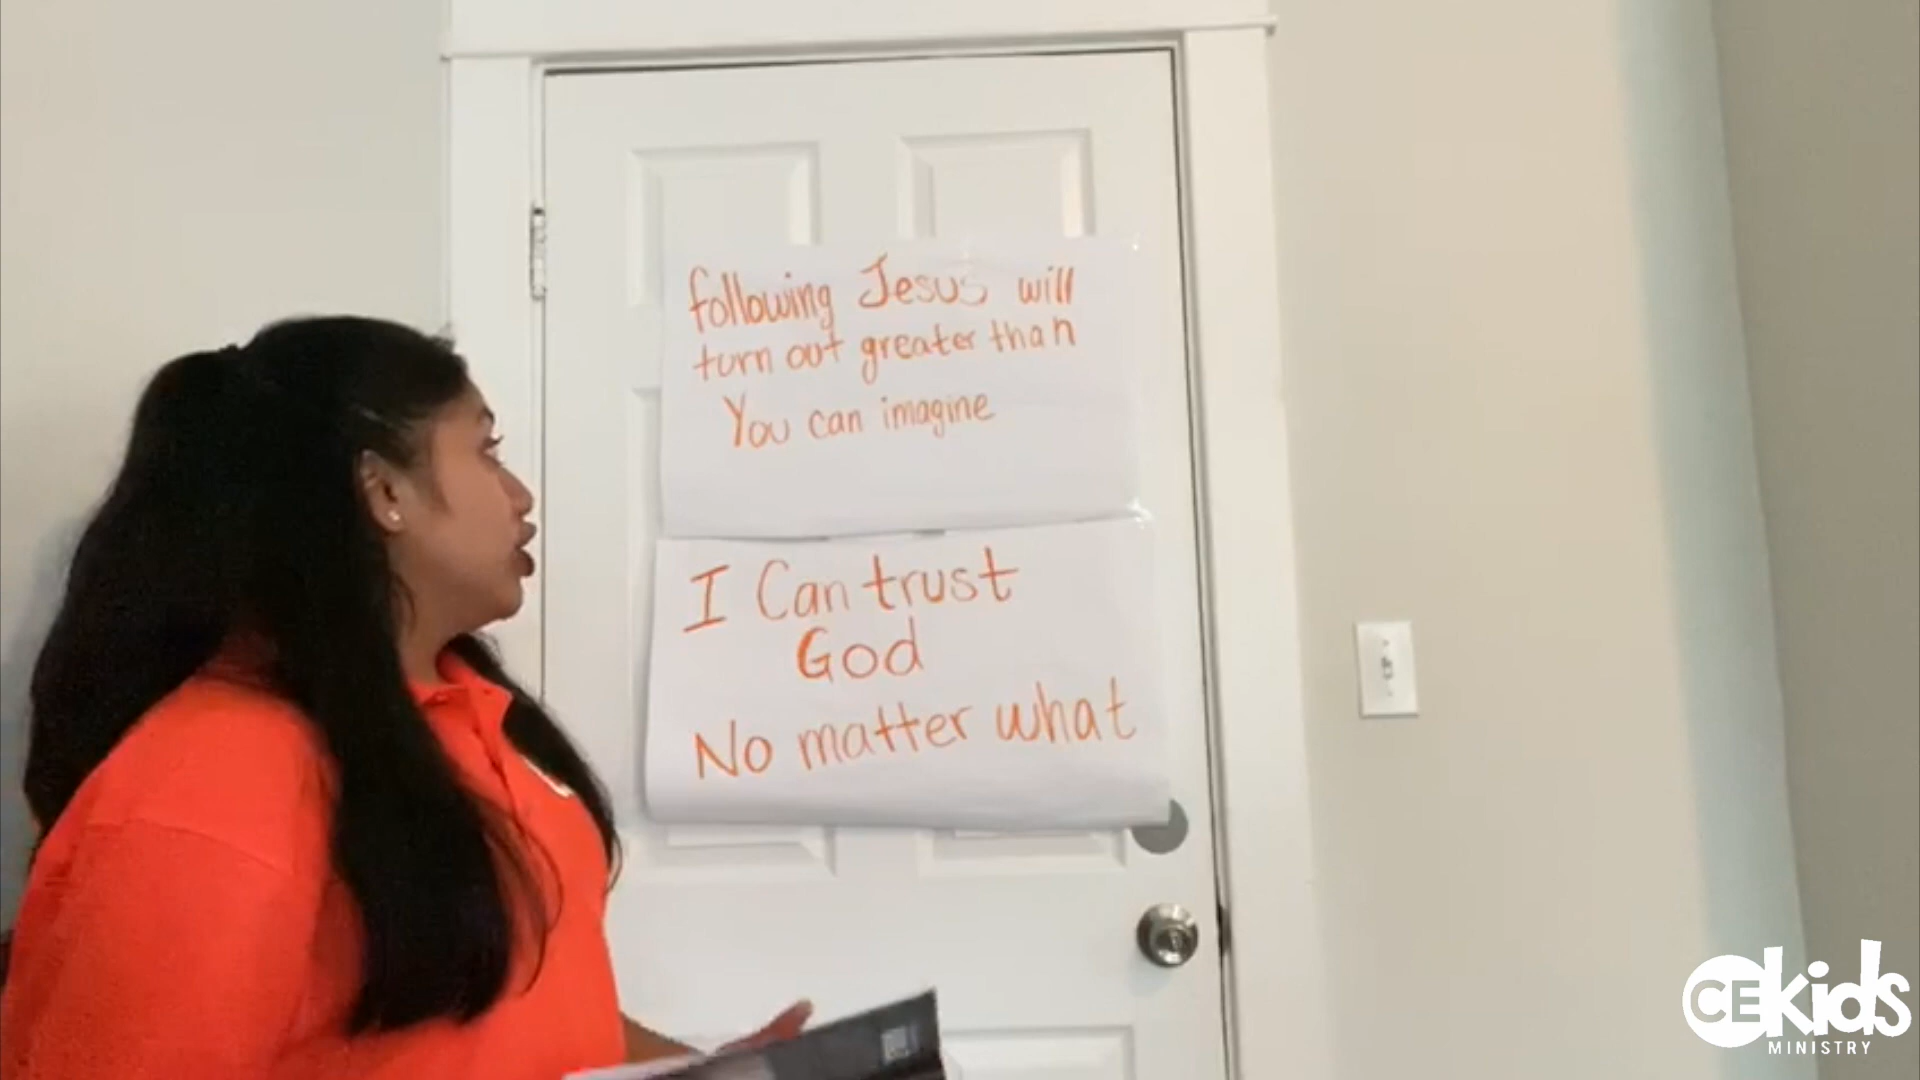 following Jesus will
turn out greater than
You can imagine
I Can trust
God
No matter what
CEKids
MINISTRY